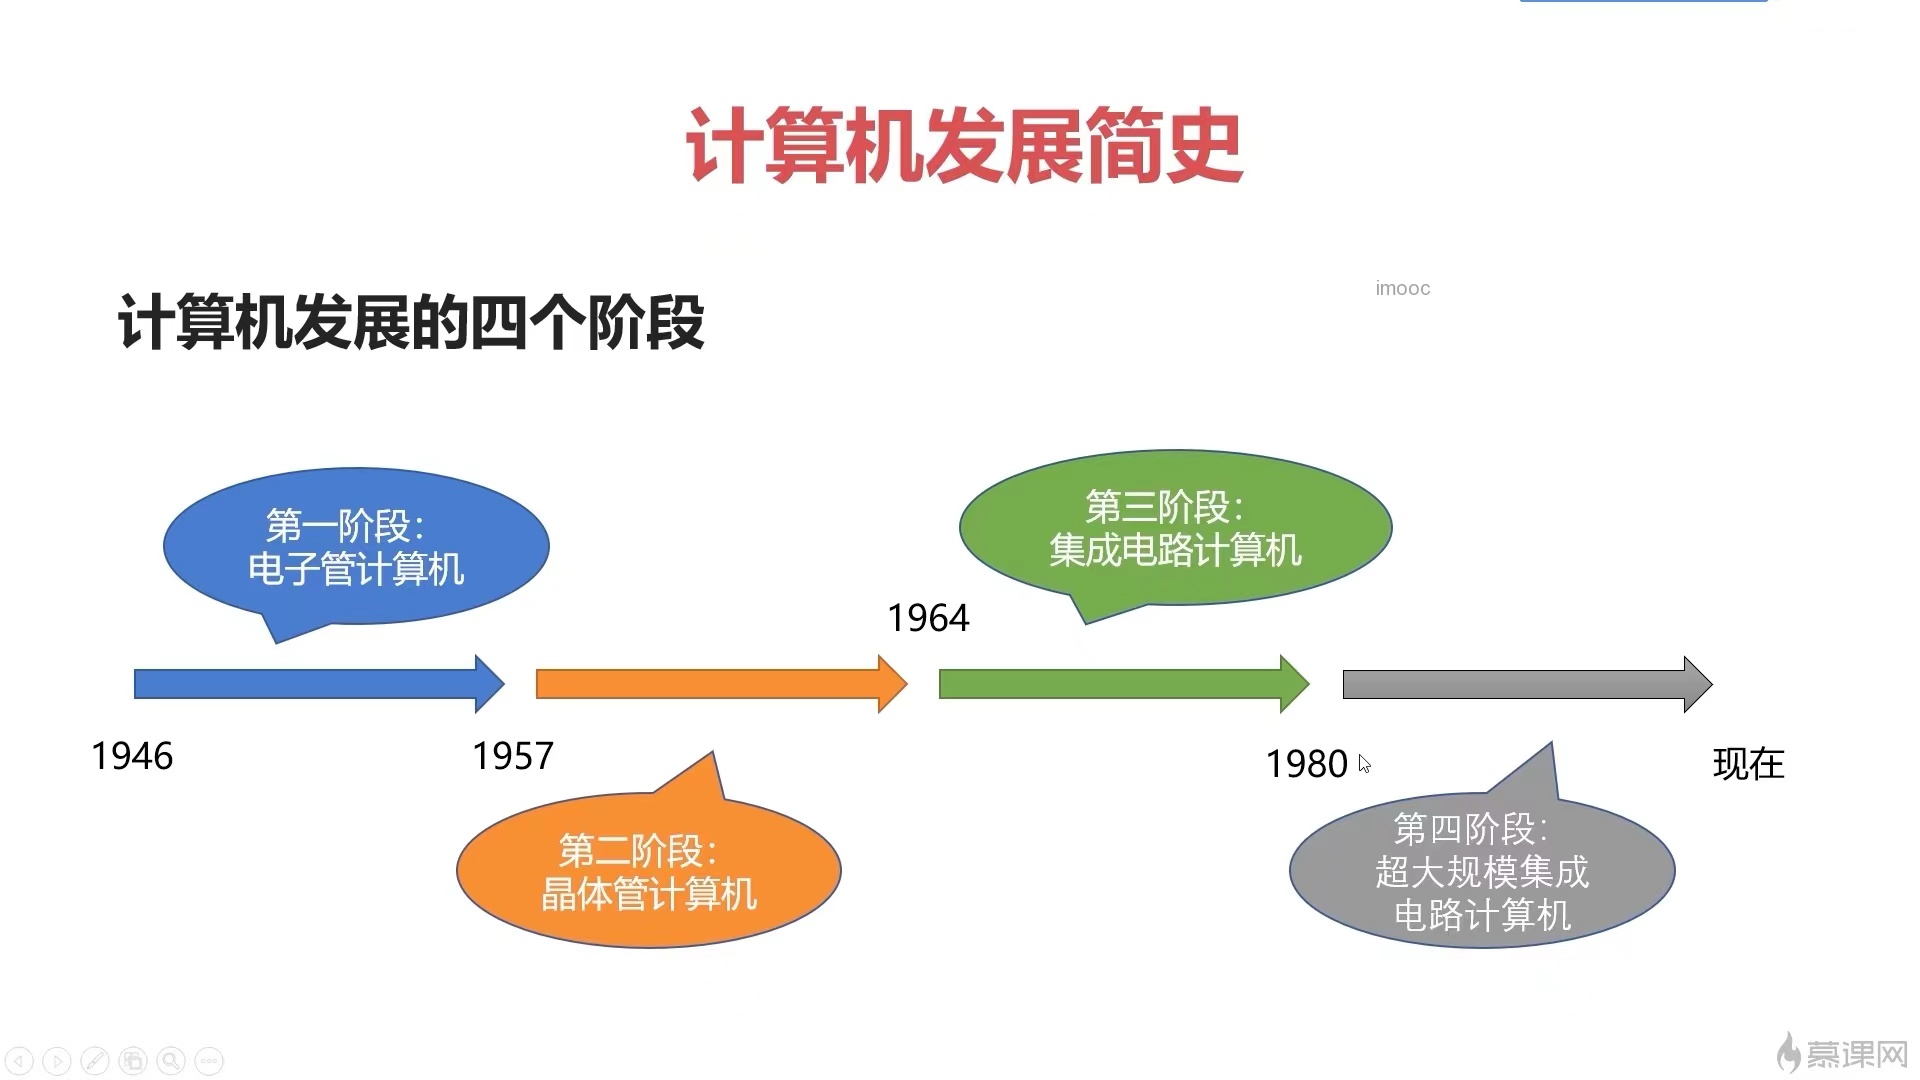 计算机发展简史
imooc
计算机发展的四个阶段
第一阶段：
电子管计算机
第三阶段：
集成电路计算机
1964
1946
1957
1980
现在
第二阶段：
晶体管计算机
第四阶段：
超大规模集成
电路计算机
慕课网